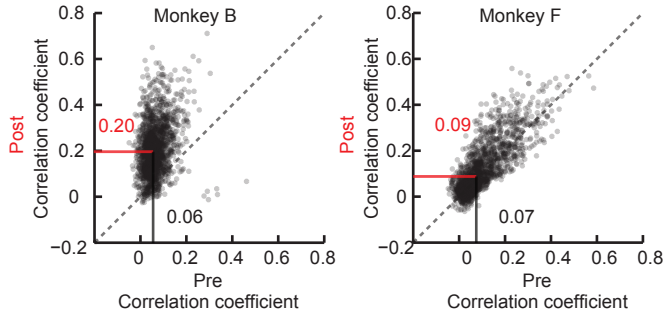 Monkey B
0.8
0.6
0.4
0.2
0
−0.2
Post
Correlation coefficient
0.20
0.06
−0.2 0 0.2 0.4 0.6 0.8
Pre
Correlation coefficient
Monkey F
0.8
0.6
0.4
0.2
0
−0.2
Post
Correlation coefficient
0.09
0.07
0 0.2 0.4 0.6 0.8
Pre
Correlation coefficient